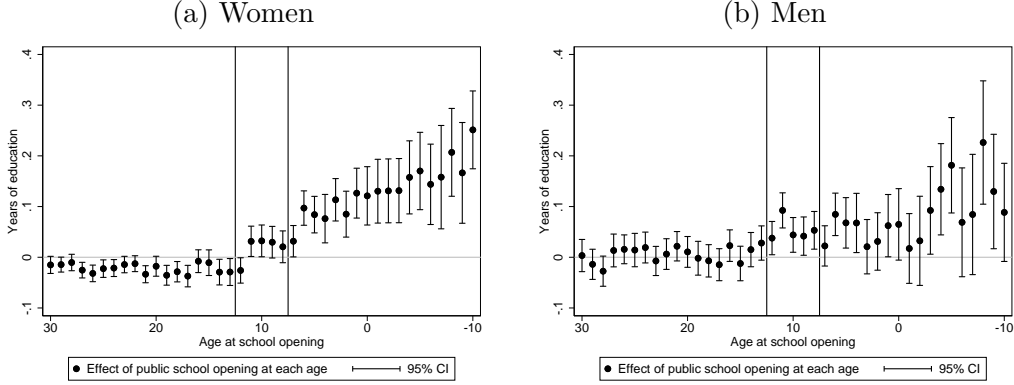 (a) Women
Years of education
.4
.3
.2
.1
0
-.1
30
20
10
0
-10
Age at school opening
Effect of public school opening at each age
95% CI
(b) Men
Years of education
.4
.3
.2
.1
0
-.1
30
20
10
0
-10
Age at school opening
Effect of public school opening at each age
95% CI